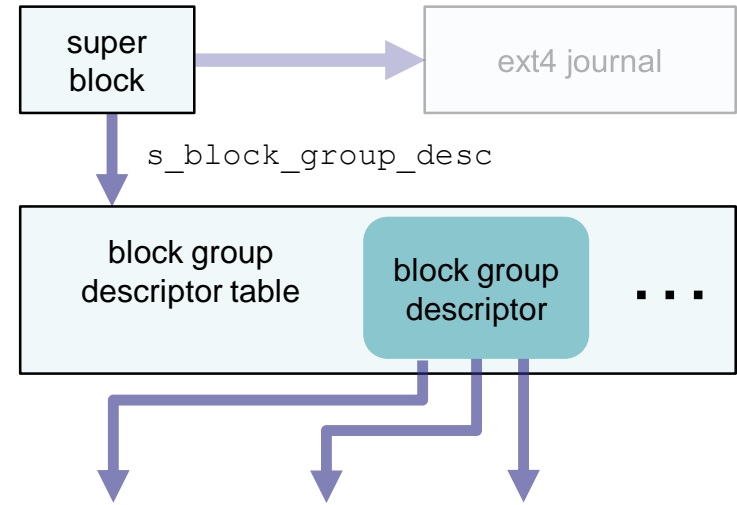 super
block
ext4 journal
s_block_group_desc
block group
descriptor table
block group
descriptor
...